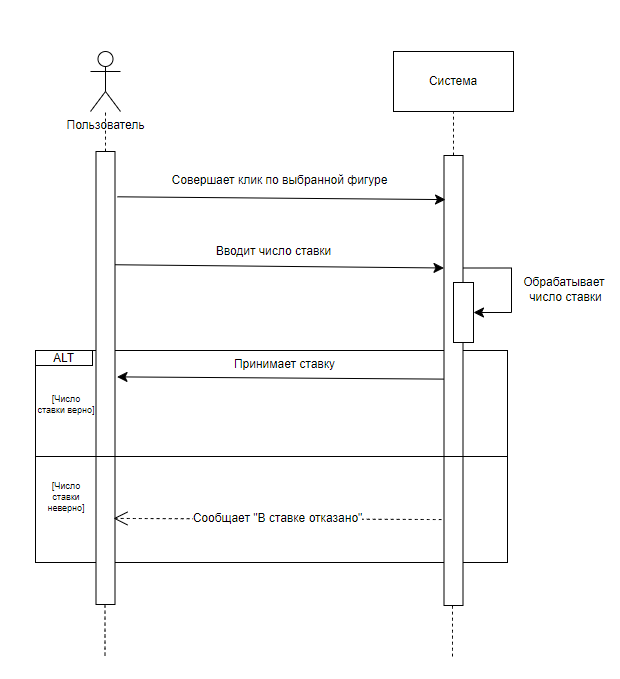 Система
Пользователь
Совершает клик по выбранной фигуре
Вводит число ставки
Обрабатывает
число ставки
ALT
Принимает ставку
[Число
ставки верно]
[Число
ставки
неверно]
Сообщает "В ставке отказано"